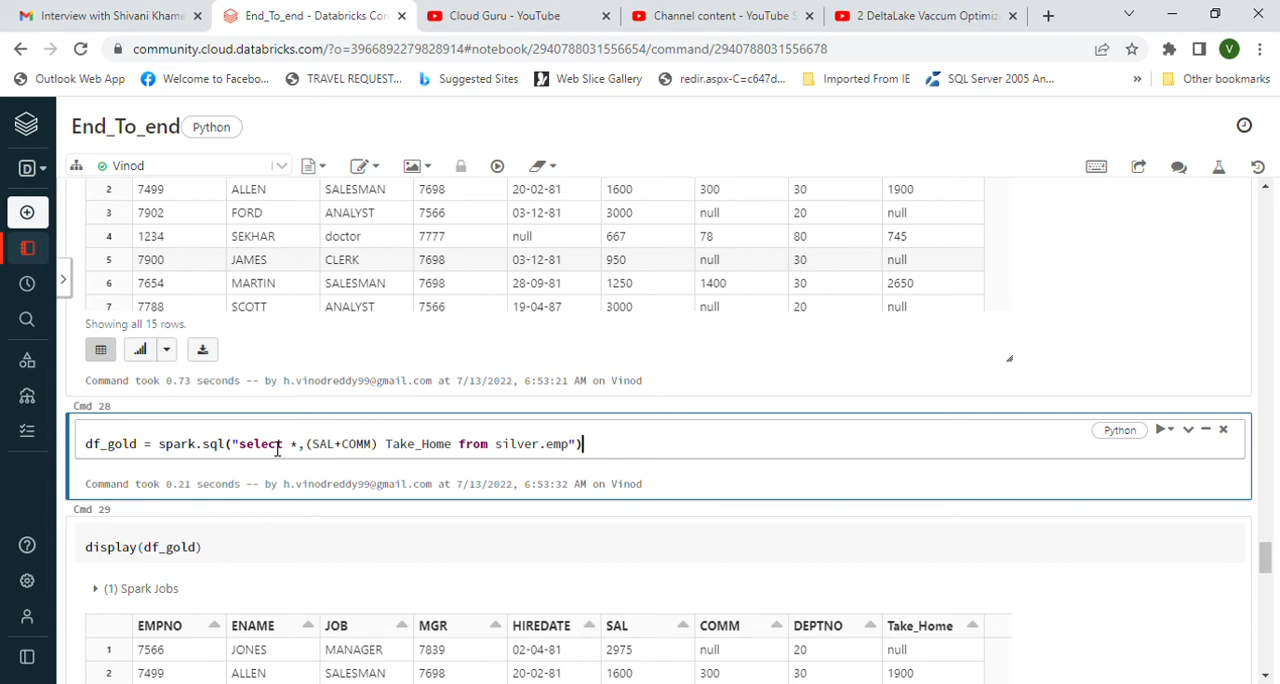 Interview with Shivani Khame
End_To_end - Databricks Con
Cloud Guru - YouTube
Channel content - YouTube S
2 DeltaLake Vaccum Optimiz
community.cloud.databricks.com/?o=3966892279828914#notebook/2940788031556654/command/2940788031556678
V
Outlook Web App
Welcome to Facebo...
TRAVEL REQUEST...
Suggested Sites
Web Slice Gallery
redir.aspx-C=c647d...
Imported From IE
SQL Server 2005 An...
»
Other bookmarks
End_To_end
Python
D
Vinod
2 7499 ALLEN SALESMAN 7698 20-02-81 1600 300 30 1900
3 7902 FORD ANALYST 7566 03-12-81 3000 null 20 null
4 1234 SEKHAR doctor 7777 null 667 78 80 745
5 7900 JAMES CLERK 7698 03-12-81 950 null 30 null
6 7654 MARTIN SALESMAN 7698 28-09-81 1250 1400 30 2650
7 7788 SCOTT ANALYST 7566 19-04-87 3000 null 20 null
Showing all 15 rows.
Command took 0.73 seconds -- by h.vinodreddy99@gmail.com at 7/13/2022, 6:53:21 AM on Vinod
Cmd 28
Python
df_gold = spark.sql("select *,(SAL+COMM) Take_Home from silver.emp")
Command took 0.21 seconds -- by h.vinodreddy99@gmail.com at 7/13/2022, 6:53:32 AM on Vinod
Cmd 29
display(df_gold)
(1) Spark Jobs
EMPNO ENAME JOB MGR HIREDATE SAL COMM DEPTNO Take_Home
1 7566 JONES MANAGER 7839 02-04-81 2975 null 20 null
2 7499 ALLEN SALESMAN 7698 20-02-81 1600 300 30 1900